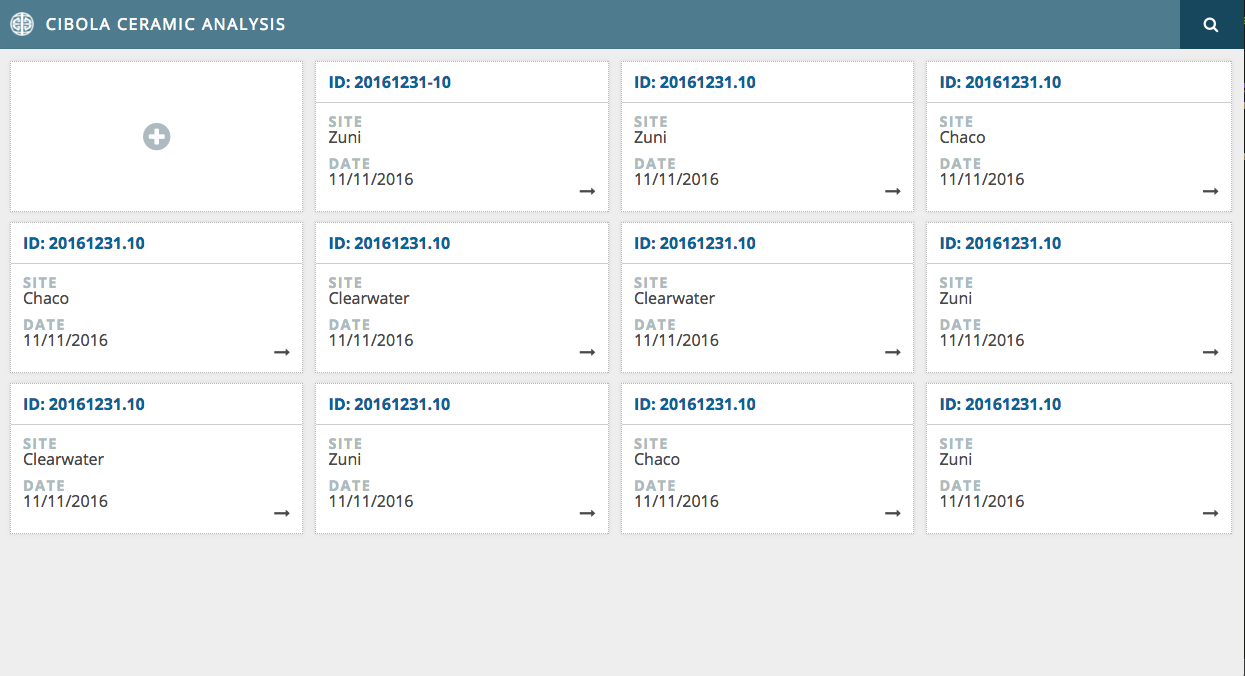 CIBOLA CERAMIC ANALYSIS
ID: 20161231-10
SITE
Zuni
DATE
11/11/2016
ID: 20161231.10
SITE
Zuni
DATE
11/11/2016
ID: 20161231.10
SITE
Chaco
DATE
11/11/2016
ID: 20161231.10
SITE
Chaco
DATE
11/11/2016
ID: 20161231.10
SITE
Clearwater
DATE
11/11/2016
ID: 20161231.10
SITE
Clearwater
DATE
11/11/2016
ID: 20161231.10
SITE
Zuni
DATE
11/11/2016
ID: 20161231.10
SITE
Clearwater
DATE
11/11/2016
ID: 20161231.10
SITE
Zuni
DATE
11/11/2016
ID: 20161231.10
SITE
Chaco
DATE
11/11/2016
ID: 20161231.10
SITE
Zuni
DATE
11/11/2016